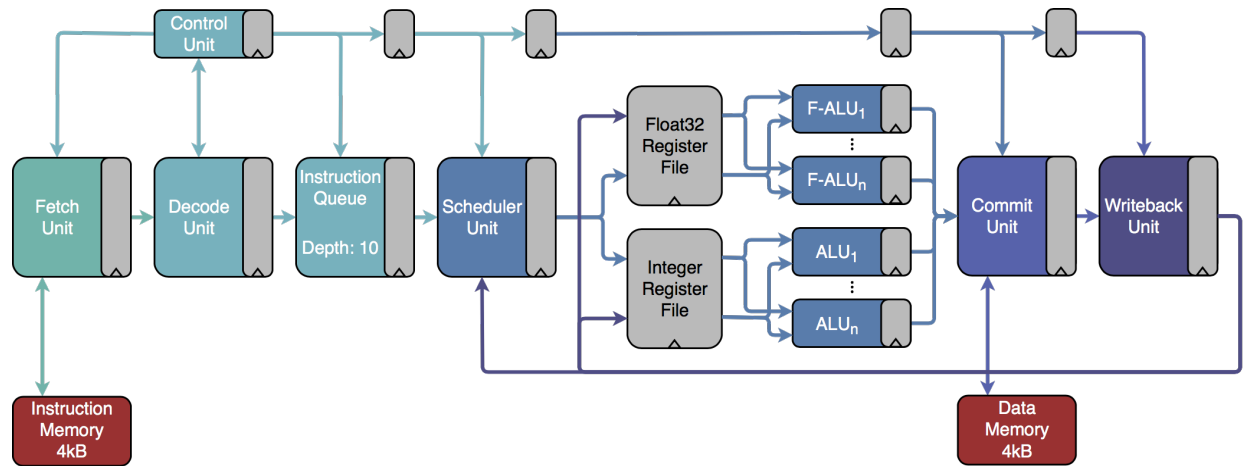 Control
Unit
Fetch
Unit
Decode
Unit
Instruction
Queue
Depth: 10
Scheduler
Unit
Float32
Register
File
Integer
Register
File
F-ALU₁
⋮
F-ALUₙ
ALU₁
⋮
ALUₙ
Commit
Unit
Writeback
Unit
Instruction
Memory
4kB
Data
Memory
4kB